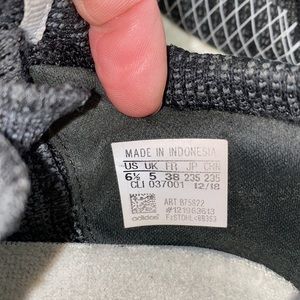 MADE IN INDONESIA
US UK FR JP CHN
6½ 5 38 235 235
CLI 037001 12/18
ART B75822
#121963613
adidas